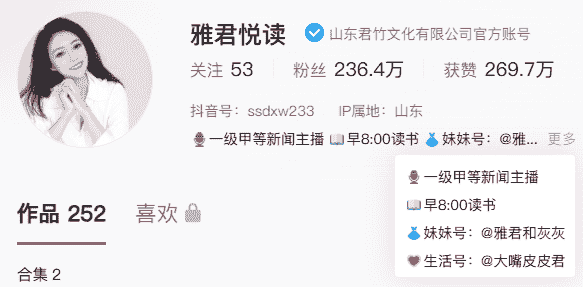 雅君悦读 山东君竹文化有限公司官方账号
关注 53 粉丝 236.4万 获赞 269.7万
抖音号：ssdxw233 IP属地：山东
🎙️一级甲等新闻主播 📖早8:00读书 👗妹妹号：@雅... 更多
🎙️一级甲等新闻主播
📖早8:00读书
👗妹妹号：@雅君和灰灰
❤️生活号：@大嘴皮皮君
作品 252 喜欢
合集 2